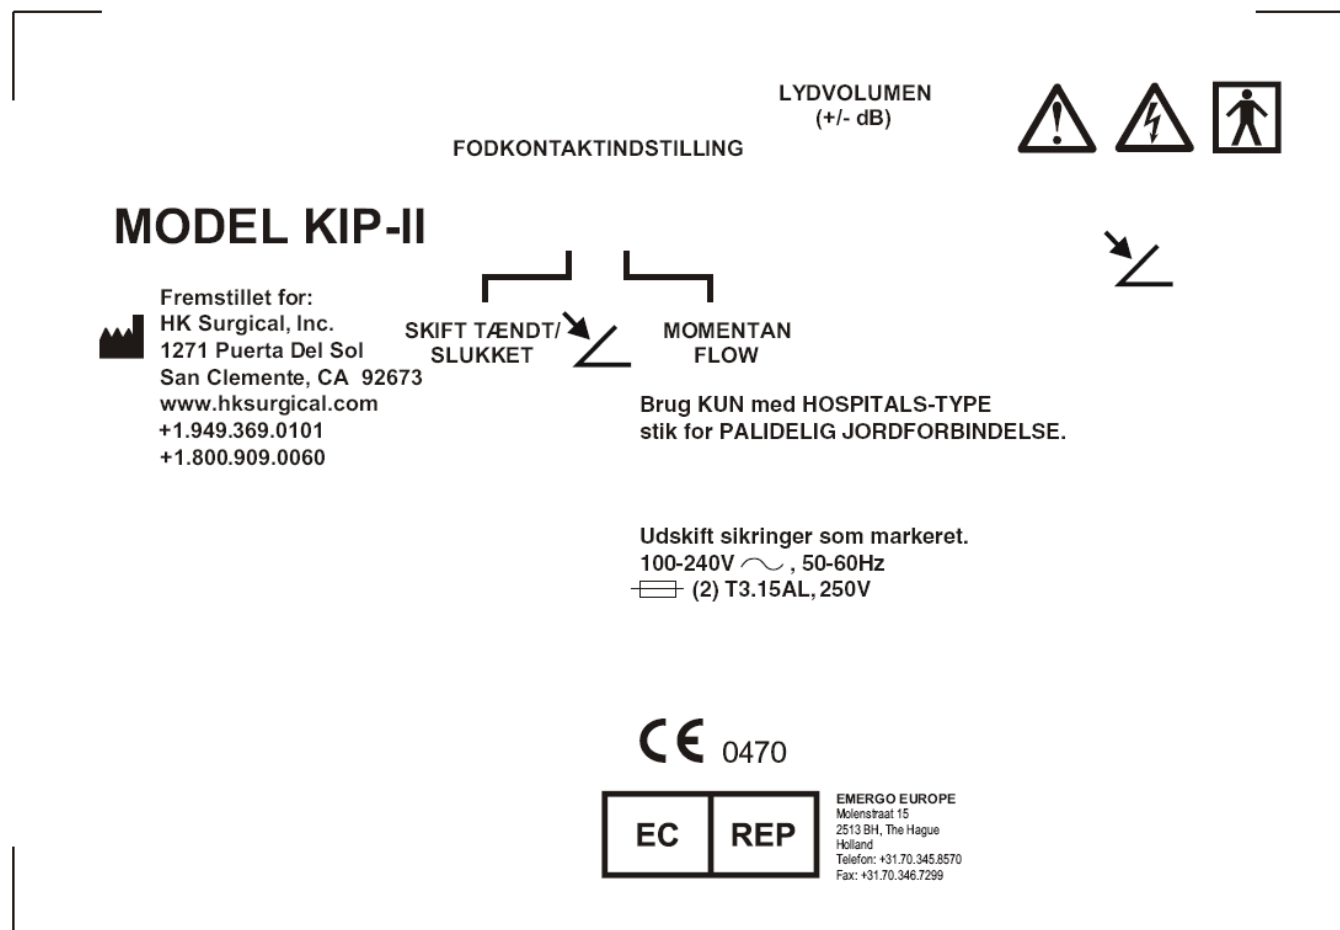 LYDVOLUMEN
(+/- dB)
FODKONTAKTINDSTILLING
MODEL KIP-II
Fremstillet for:
HK Surgical, Inc.
1271 Puerta Del Sol
San Clemente, CA 92673
www.hksurgical.com
+1.949.369.0101
+1.800.909.0060
SKIFT TÆNDT/
SLUKKET
MOMENTAN
FLOW
Brug KUN med HOSPITALS-TYPE
stik for PALIDELIG JORDFORBINDELSE.
Udskift sikringer som markeret.
100-240V , 50-60Hz
(2) T3.15AL, 250V
CE 0470
EC REP
EMERGO EUROPE
Molenstraat 15
2513 BH, The Hague
Holland
Telefon: +31.70.345.8570
Fax: +31.70.346.7299